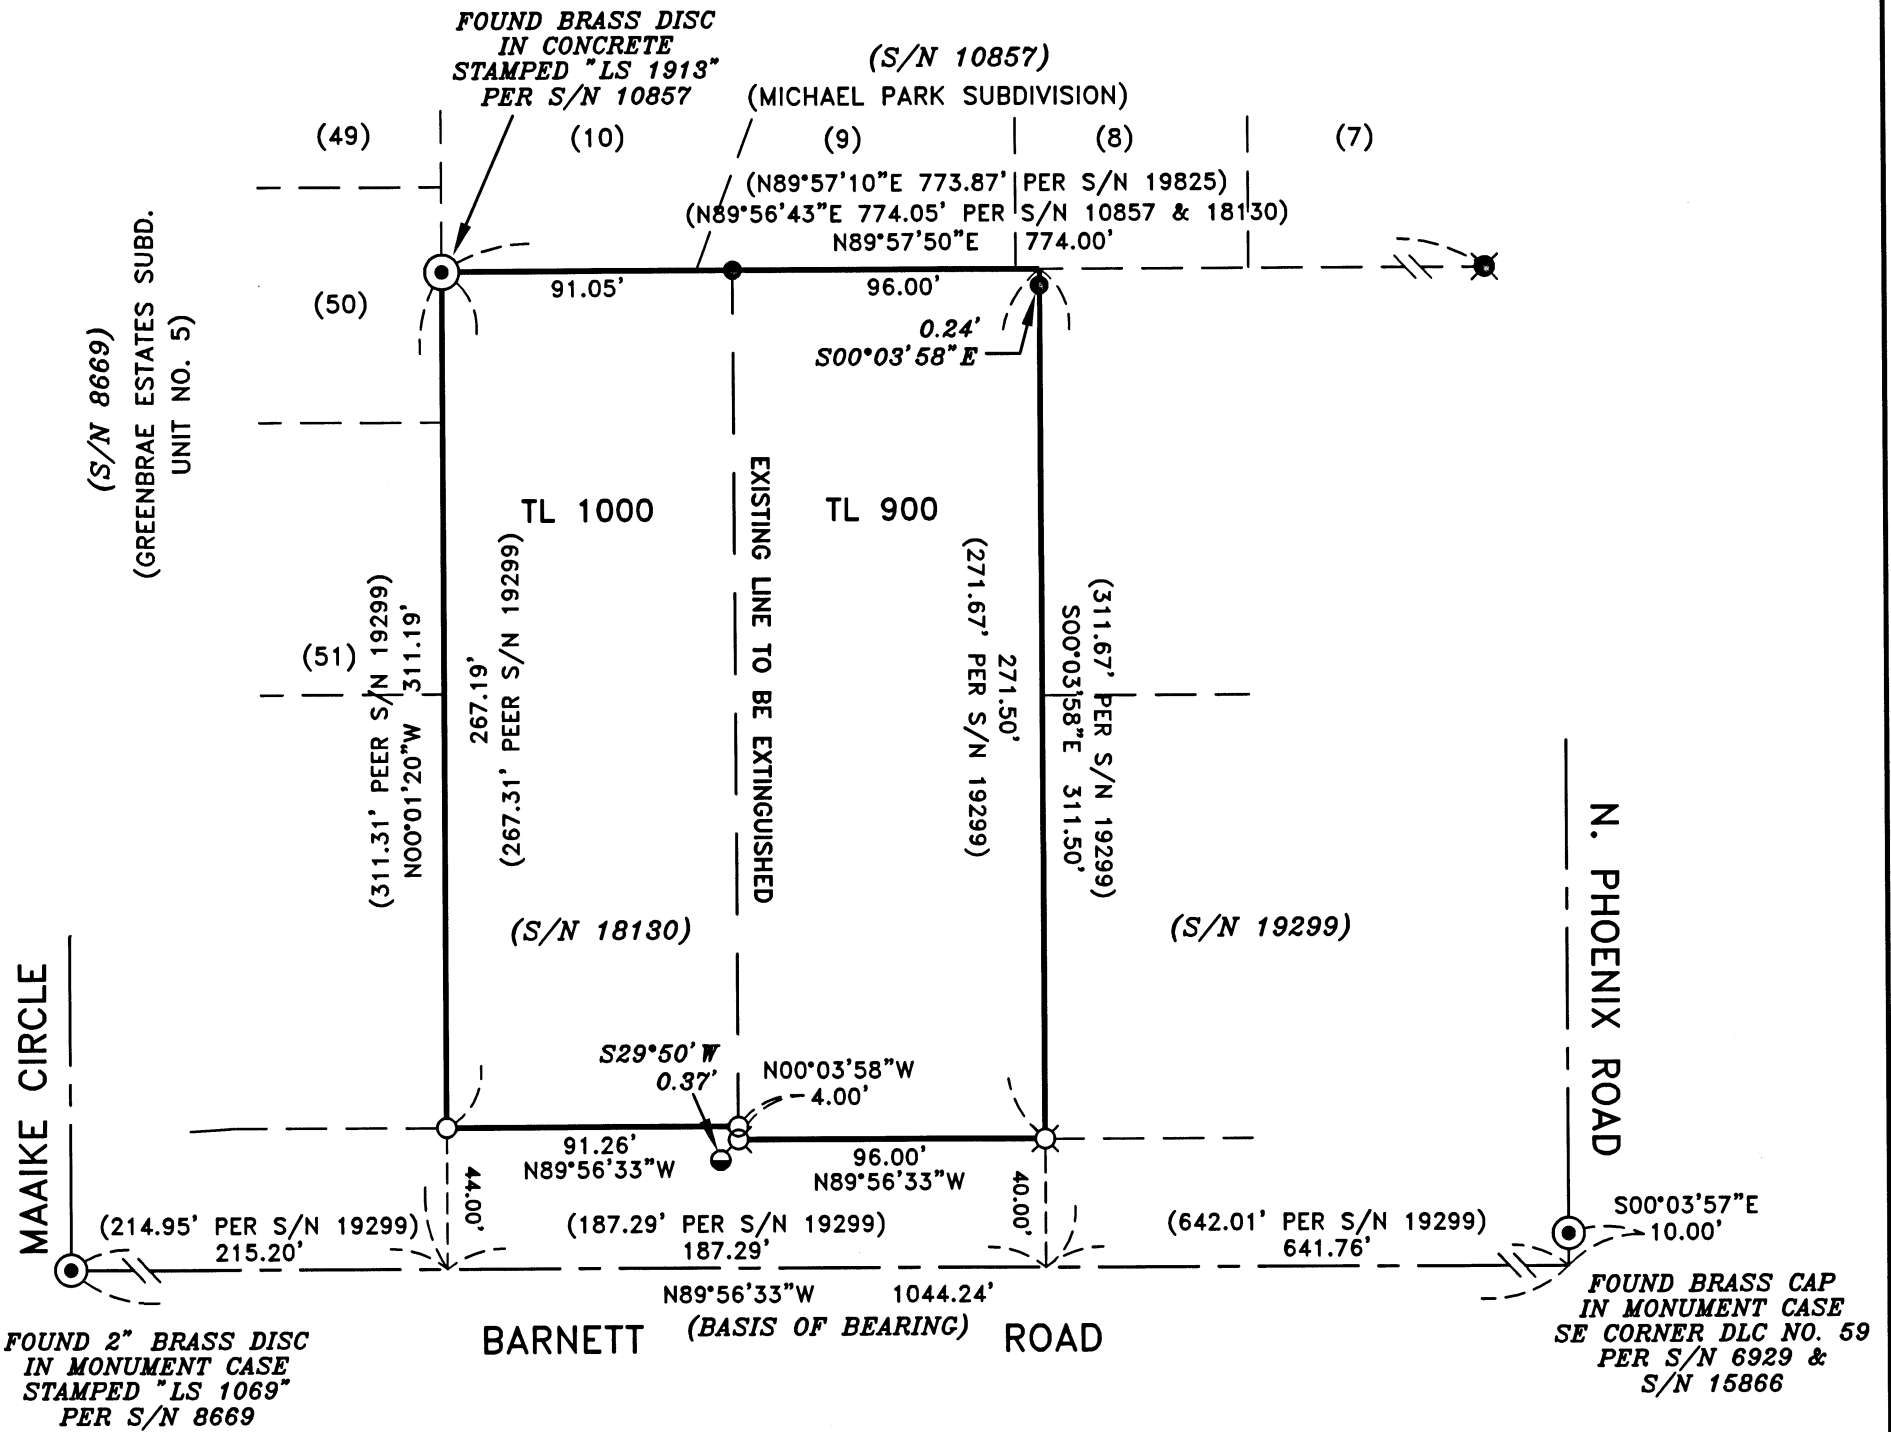 FOUND BRASS DISC
IN CONCRETE
STAMPED "LS 1913"
PER S/N 10857
(S/N 10857)
(MICHAEL PARK SUBDIVISION)
(49)
(10)
(9)
(8)
(7)
(N89°57'10"E 773.87' PER S/N 19825)
(N89°56'43"E 774.05' PER S/N 10857 & 18130)
N89°57'50"E 774.00'
91.05'
96.00'
0.24'
S00°03'58"E
(50)
(S/N 8669)
(GREENBRAE ESTATES SUBD.
UNIT NO. 5)
TL 1000
TL 900
EXISTING LINE TO BE EXTINGUISHED
(51)
(311.31' PEER S/N 19299)
N00°01'20"W 311.19'
267.19'
(267.31' PEER S/N 19299)
(271.67' PER S/N 19299)
271.50'
S00°03'58"E 311.50'
(311.67' PER S/N 19299)
(S/N 18130)
(S/N 19299)
N. PHOENIX ROAD
MAAIKE CIRCLE
S29°50'W
0.37'
N00°03'58"W
4.00'
91.26'
N89°56'33"W
96.00'
N89°56'33"W
44.00'
40.00'
(214.95' PER S/N 19299)
215.20'
(187.29' PER S/N 19299)
187.29'
(642.01' PER S/N 19299)
641.76'
S00°03'57"E
10.00'
N89°56'33"W 1044.24'
(BASIS OF BEARING)
BARNETT ROAD
FOUND 2" BRASS DISC
IN MONUMENT CASE
STAMPED "LS 1069"
PER S/N 8669
FOUND BRASS CAP
IN MONUMENT CASE
SE CORNER DLC NO. 59
PER S/N 6929 &
S/N 15866